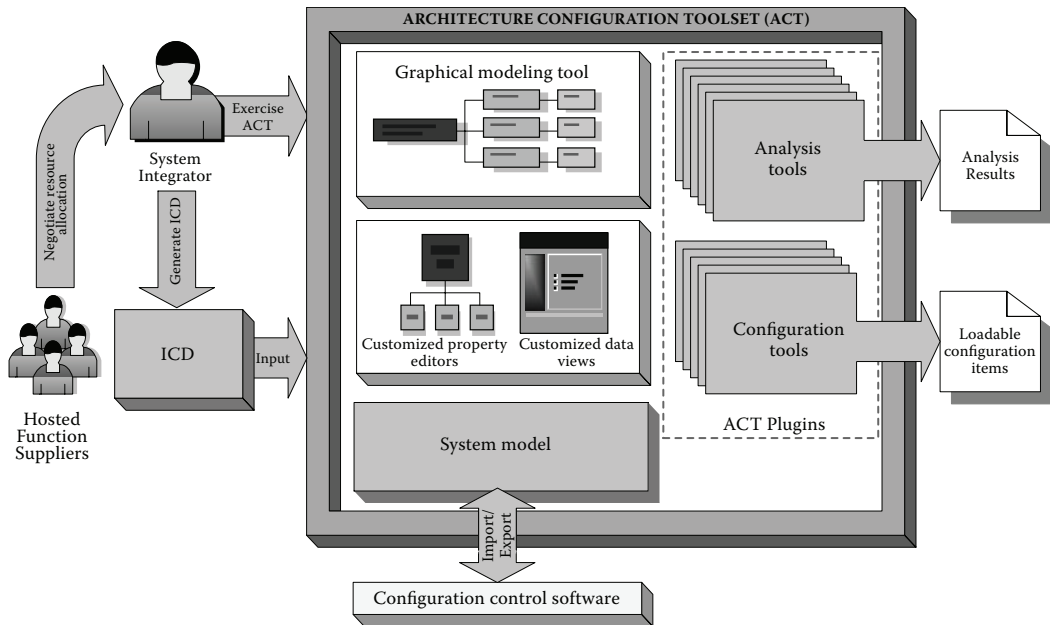 ARCHITECTURE CONFIGURATION TOOLSET (ACT)
Negotiate resource
allocation
System
Integrator
Exercise
ACT
Generate ICD
Hosted
Function
Suppliers
ICD
Input
Graphical modeling tool
Customized property
editors
Customized data
views
System model
Import/
Export
Configuration control software
Analysis
tools
Configuration
tools
ACT Plugins
Analysis
Results
Loadable
configuration
items